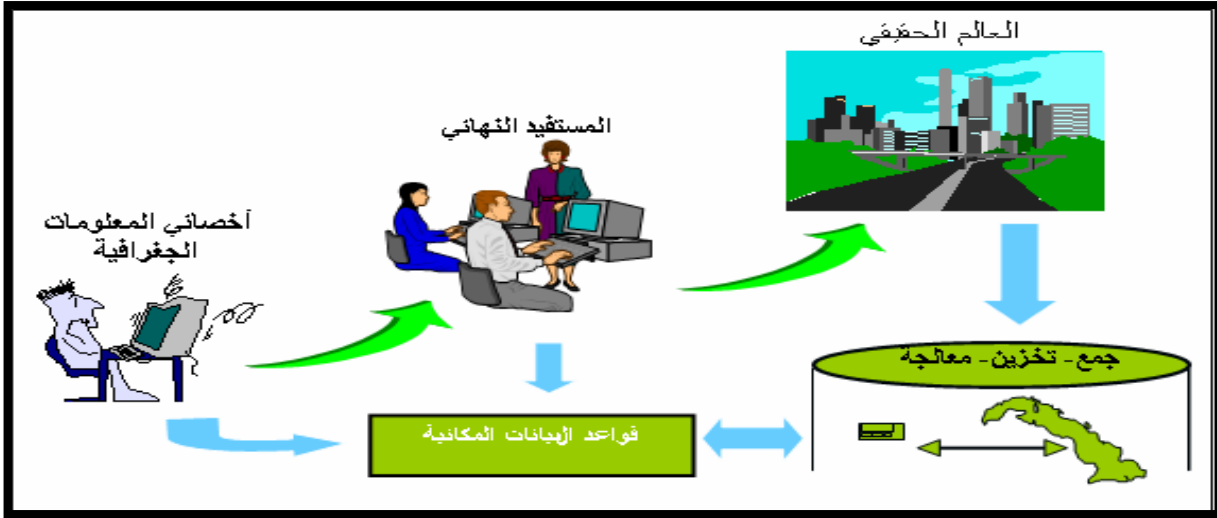 العالم الحقيقي
المستفيد النهائي
أخصائي المعلومات
الجغرافية
جمع - تخزين - معالجة
قواعد البيانات المكانية